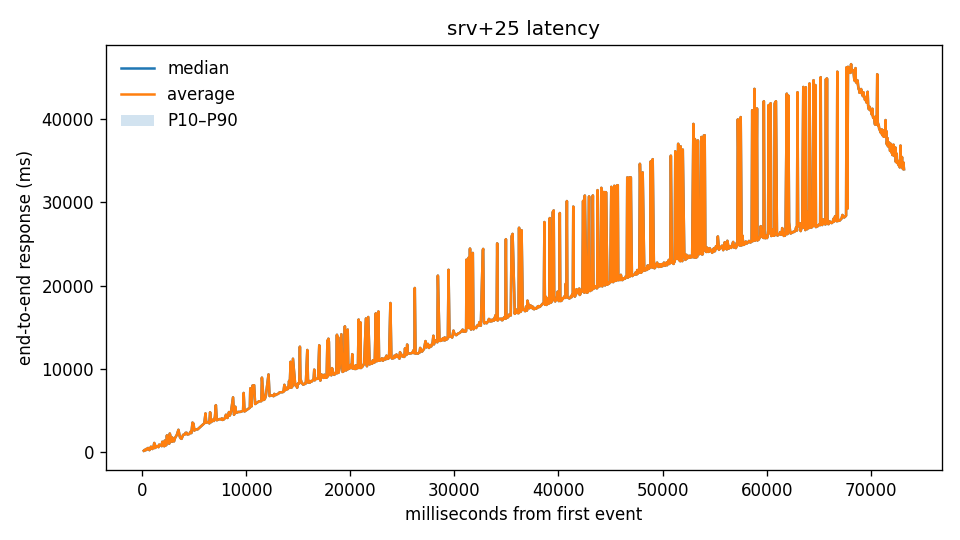 srv+25 latency
median
average
P10–P90
end-to-end response (ms)
40000
30000
20000
10000
0
0 10000 20000 30000 40000 50000 60000 70000
milliseconds from first event